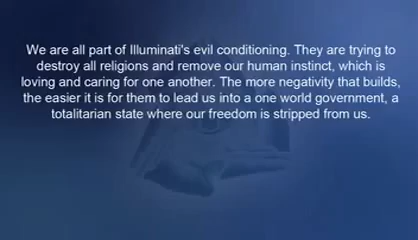 We are all part of Illuminati's evil conditioning. They are trying to
destroy all religions and remove our human instinct, which is
loving and caring for one another. The more negativity that builds,
the easier it is for them to lead us into a one world government, a
totalitarian state where our freedom is stripped from us.